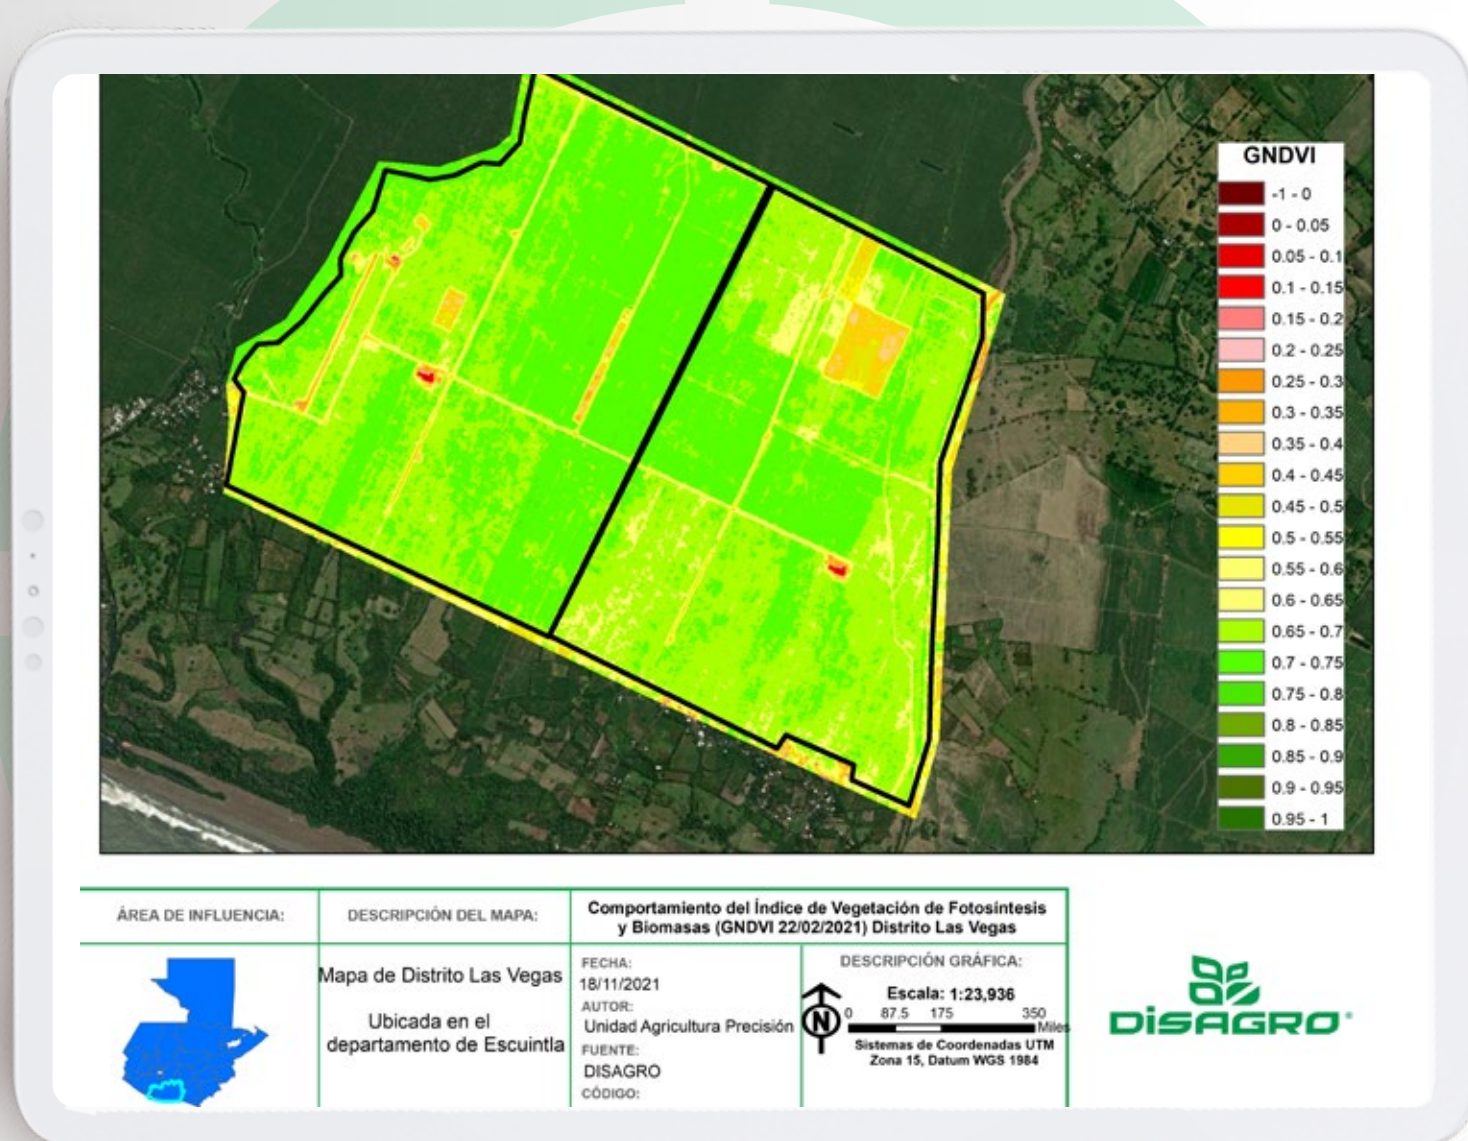 GNDVI
-1 - 0
0 - 0.05
0.05 - 0.1
0.1 - 0.15
0.15 - 0.2
0.2 - 0.25
0.25 - 0.3
0.3 - 0.35
0.35 - 0.4
0.4 - 0.45
0.45 - 0.5
0.5 - 0.55
0.55 - 0.6
0.6 - 0.65
0.65 - 0.7
0.7 - 0.75
0.75 - 0.8
0.8 - 0.85
0.85 - 0.9
0.9 - 0.95
0.95 - 1
ÁREA DE INFLUENCIA:
DESCRIPCIÓN DEL MAPA:
Mapa de Distrito Las Vegas
Ubicada en el
departamento de Escuintla
Comportamiento del Índice de Vegetación de Fotosíntesis
y Biomasas (GNDVI 22/02/2021) Distrito Las Vegas
FECHA:
18/11/2021
AUTOR:
Unidad Agricultura Precisión
FUENTE:
DISAGRO
CÓDIGO:
DESCRIPCIÓN GRÁFICA:
Escala: 1:23,936
N
0 87.5 175 350
Miles
Sistemas de Coordenadas UTM
Zona 15, Datum WGS 1984
DISAGRO